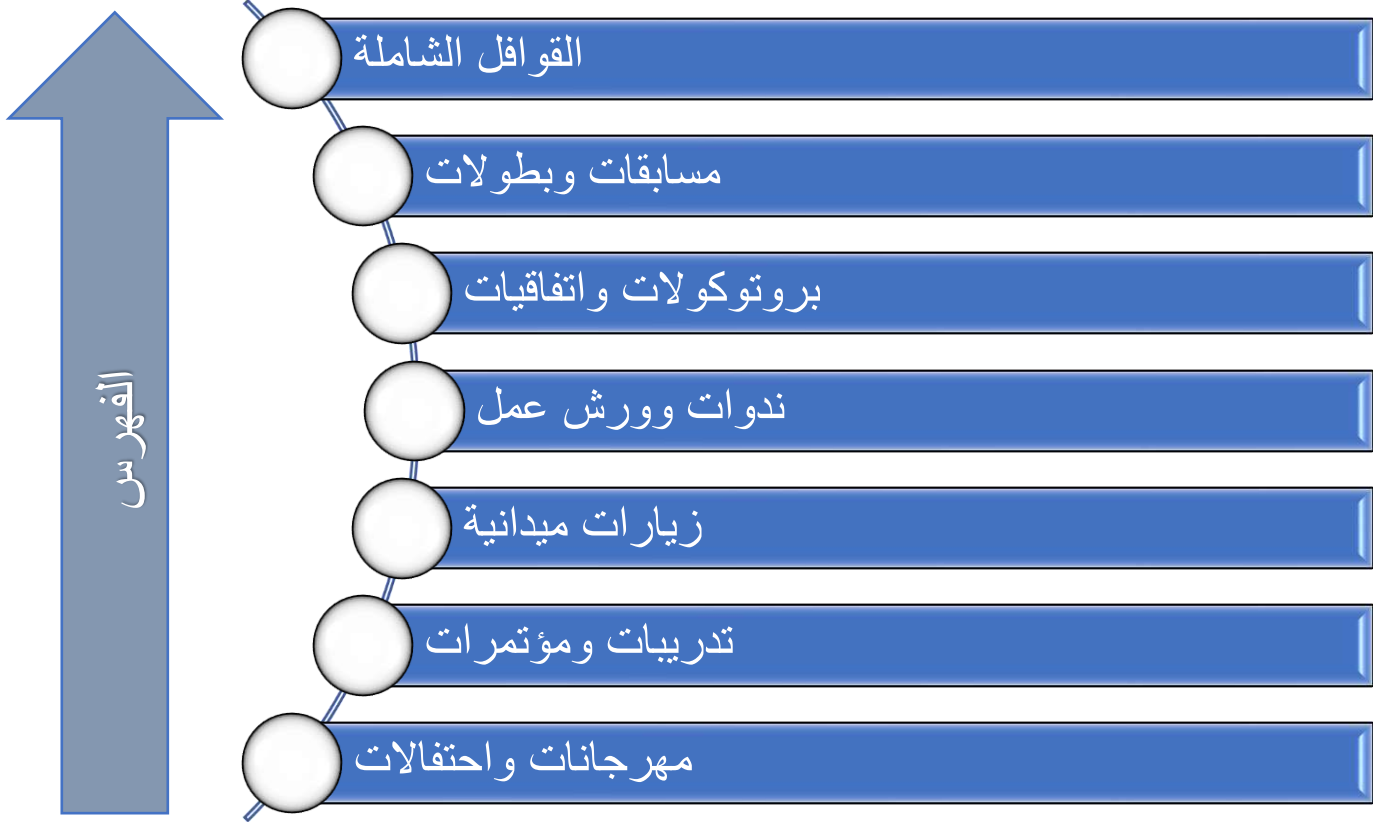 الفهرس
القوافل الشاملة
مسابقات وبطولات
بروتوكولات واتفاقيات
ندوات وورش عمل
زيارات ميدانية
تدريبات ومؤتمرات
مهرجانات واحتفالات